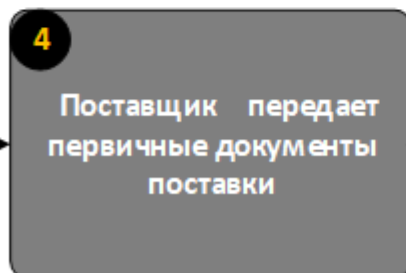 4
Поставщик передает
первичные документы
поставки